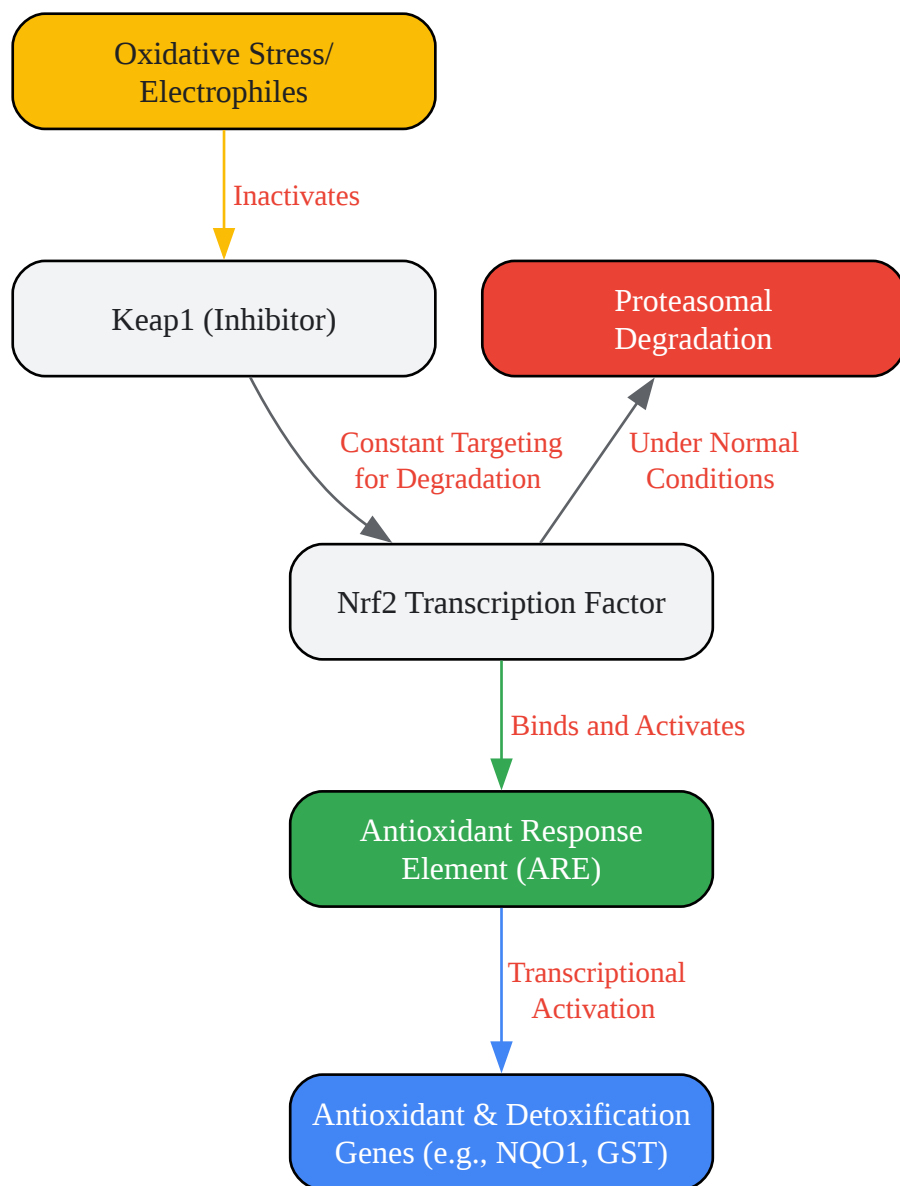 Oxidative Stress/
Electrophiles
Inactivates
Keap1 (Inhibitor)
Proteasomal
Degradation
Constant Targeting
for Degradation
Under Normal
Conditions
Nrf2 Transcription Factor
Binds and Activates
Antioxidant Response
Element (ARE)
Transcriptional
Activation
Antioxidant & Detoxification
Genes (e.g., NQO1, GST)